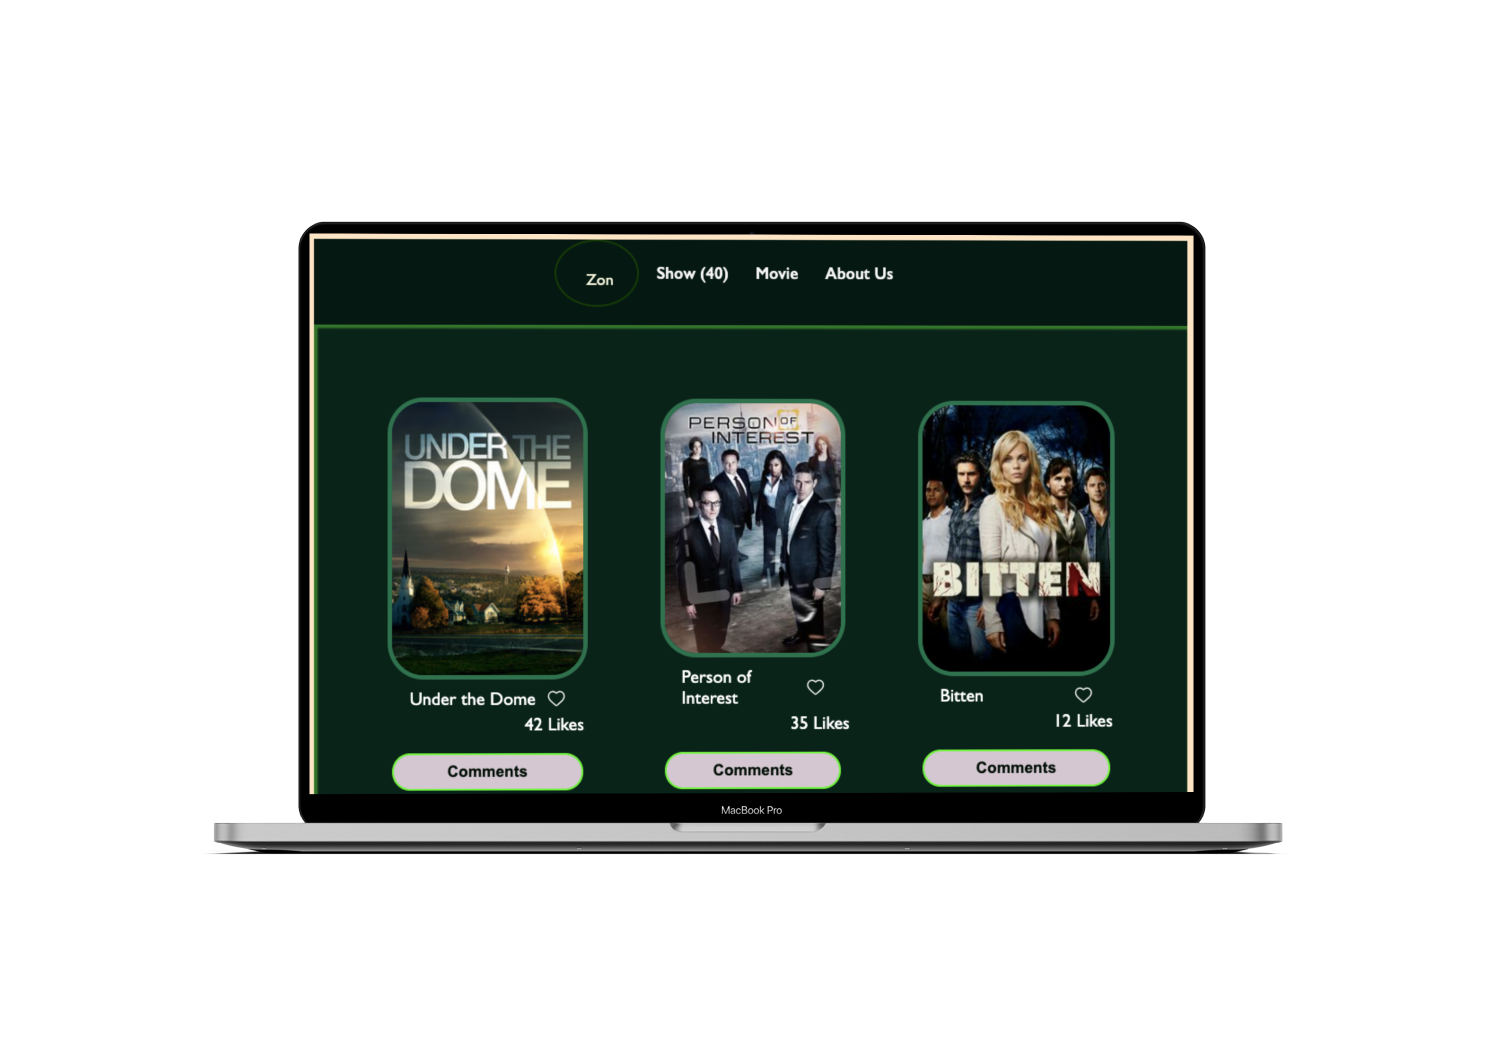 Zon
Show (40)
Movie
About Us
UNDER THE
DOME
PERSON OF
INTEREST
BITTEN
Under the Dome
42 Likes
Person of
Interest
35 Likes
Bitten
12 Likes
Comments
Comments
Comments
MacBook Pro